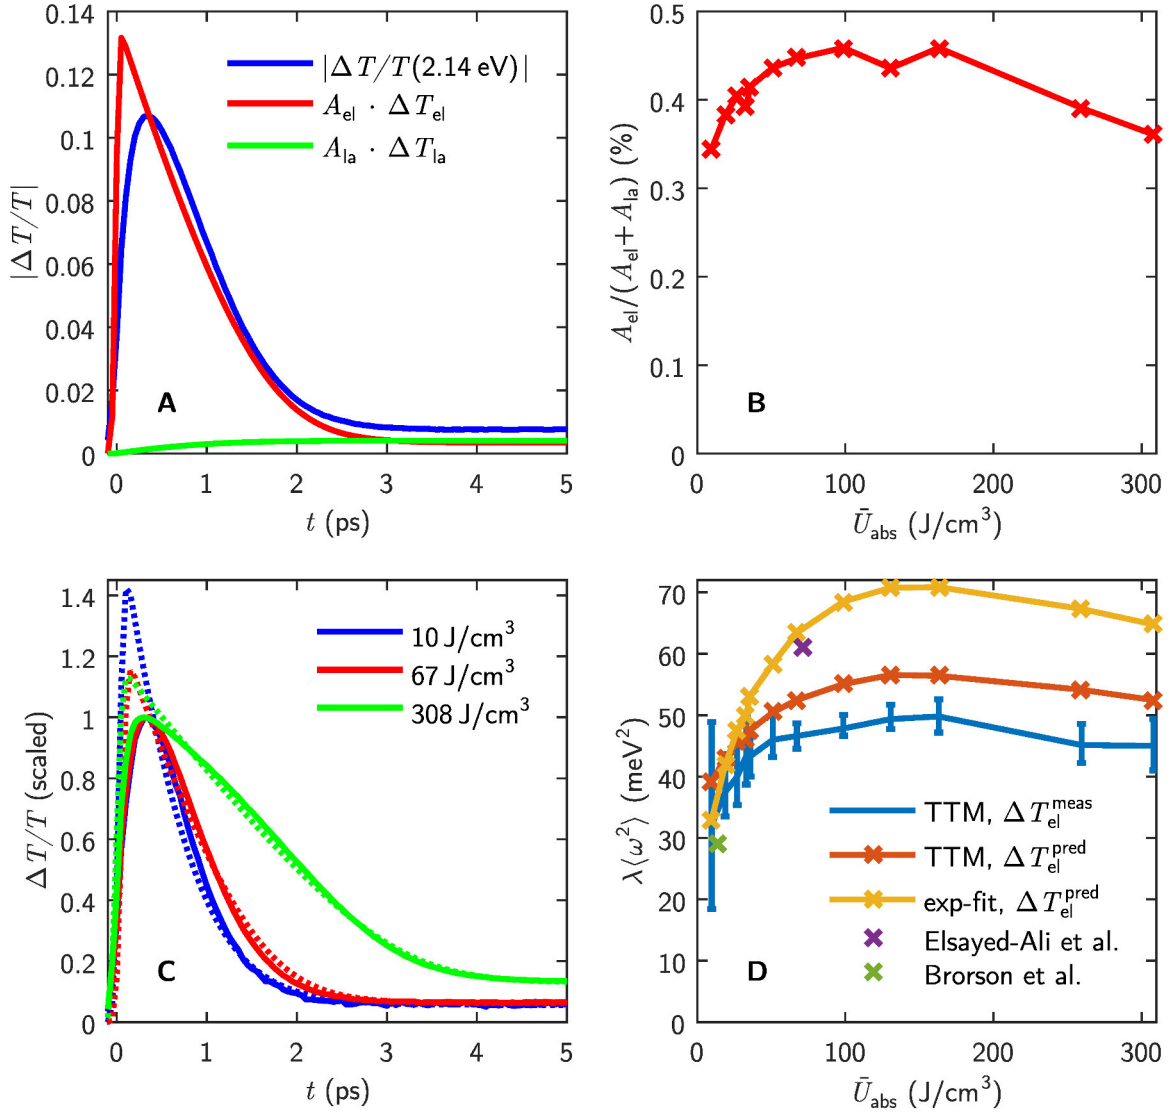 0.14
0.12
0.1
0.08
0.06
0.04
0.02
0
|ΔT/T|
|ΔT/T(2.14 eV)|
A_el · ΔT_el
A_la · ΔT_la
A
0 1 2 3 4 5
t (ps)
0.5
0.4
0.3
0.2
0.1
0
A_el/(A_el + A_la) (%)
B
0 100 200 300
Ū_abs (J/cm³)
1.4
1.2
1
0.8
0.6
0.4
0.2
0
ΔT/T (scaled)
10 J/cm³
67 J/cm³
308 J/cm³
C
0 1 2 3 4 5
t (ps)
70
60
50
40
30
20
10
0
λ⟨ω²⟩ (meV²)
TTM, ΔT_el^meas
TTM, ΔT_el^pred
exp-fit, ΔT_el^pred
Elsayed-Ali et al.
Brorson et al.
D
0 100 200 300
Ū_abs (J/cm³)